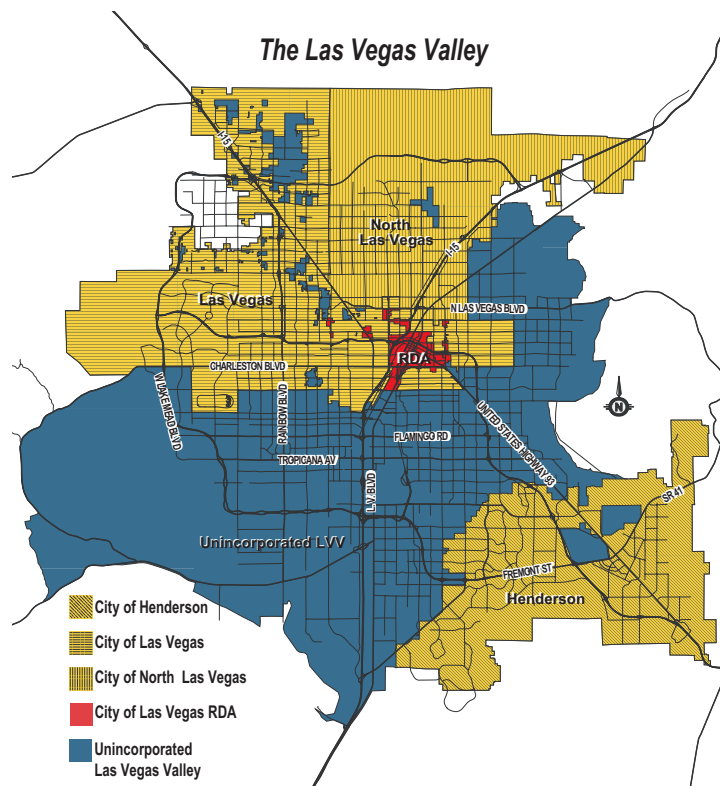 The Las Vegas Valley
I-15
North
Las Vegas
I-15
Las Vegas
N LAS VEGAS BLVD
RDA
CHARLESTON BLVD
W LAKE MEAD BLVD
RAINBOW BLVD
FLAMINGO RD
UNITED STATES HIGHWAY 93
N
TROPICANA AV
L.V. BLVD
SR 41
Unincorporated LVV
FREMONT ST
Henderson
City of Henderson
City of Las Vegas
City of North Las Vegas
City of Las Vegas RDA
Unincorporated
Las Vegas Valley